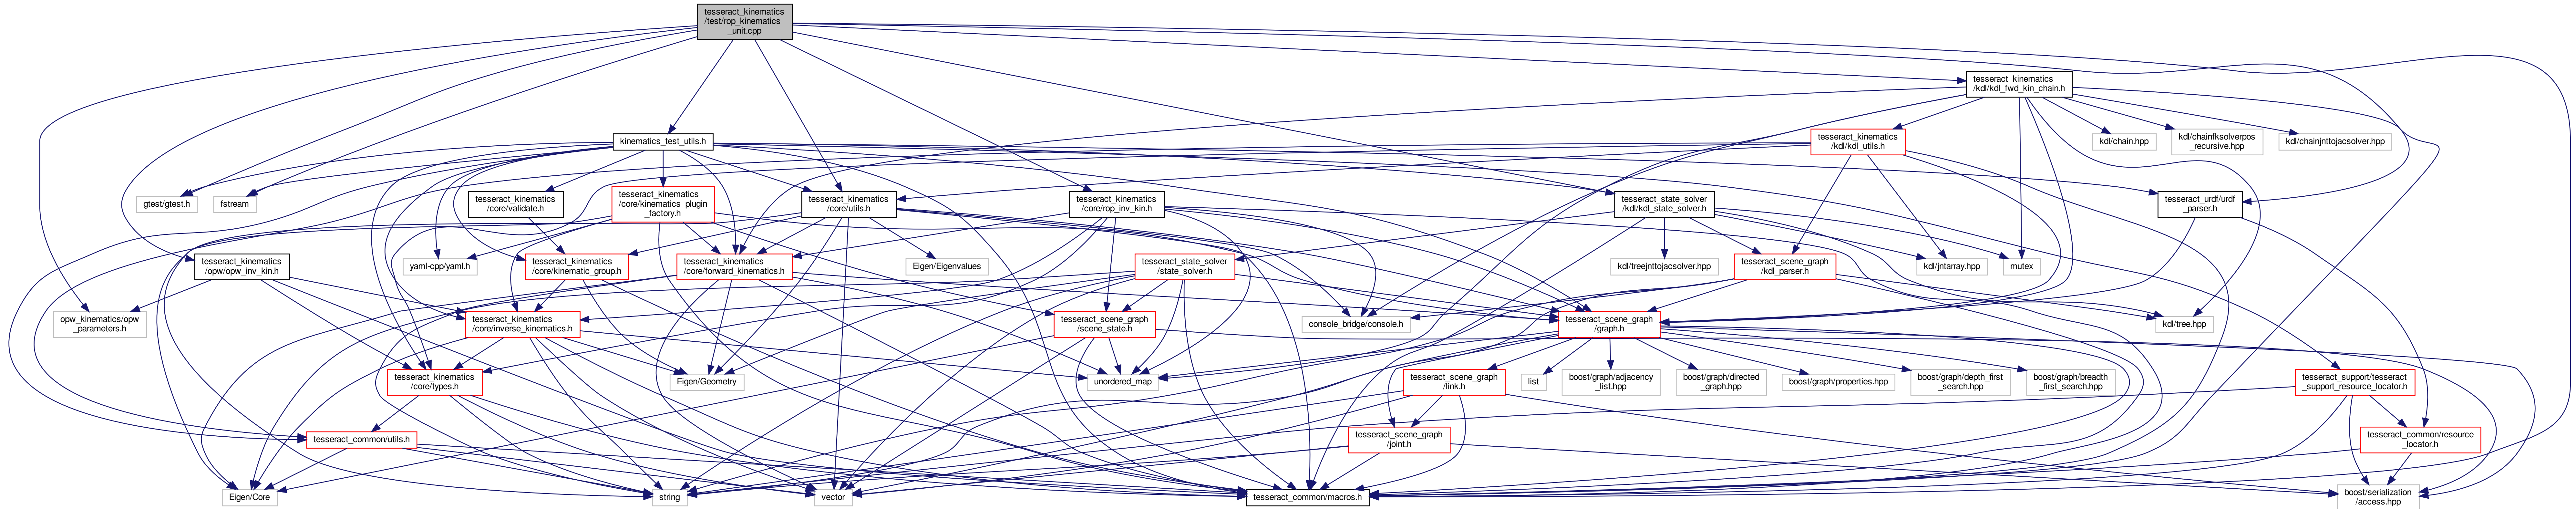 tesseract_kinematics
/test/rop_kinematics
_unit.cpp
tesseract_kinematics
/kdl/kdl_fwd_kin_chain.h
kinematics_test_utils.h
tesseract_kinematics
/kdl/kdl_utils.h
kdl/chain.hpp
kdl/chainfksolverpos
_recursive.hpp
kdl/chainjnttojacsolver.hpp
gtest/gtest.h
fstream
tesseract_kinematics
/core/validate.h
tesseract_kinematics
/core/kinematics_plugin
_factory.h
tesseract_kinematics
/core/utils.h
tesseract_kinematics
/core/rop_inv_kin.h
tesseract_state_solver
/kdl/kdl_state_solver.h
tesseract_urdf/urdf
_parser.h
tesseract_kinematics
/opw/opw_inv_kin.h
yaml-cpp/yaml.h
tesseract_kinematics
/core/kinematic_group.h
tesseract_kinematics
/core/forward_kinematics.h
Eigen/Eigenvalues
tesseract_state_solver
/state_solver.h
kdl/treejnttojacsolver.hpp
tesseract_scene_graph
/kdl_parser.h
kdl/jntarray.hpp
mutex
opw_kinematics/opw
_parameters.h
tesseract_kinematics
/core/inverse_kinematics.h
tesseract_scene_graph
/scene_state.h
console_bridge/console.h
tesseract_scene_graph
/graph.h
kdl/tree.hpp
tesseract_kinematics
/core/types.h
Eigen/Geometry
unordered_map
tesseract_scene_graph
/link.h
list
boost/graph/adjacency
_list.hpp
boost/graph/directed
_graph.hpp
boost/graph/properties.hpp
boost/graph/depth_first
_search.hpp
boost/graph/breadth
_first_search.hpp
tesseract_support/tesseract
_support_resource_locator.h
tesseract_common/utils.h
tesseract_scene_graph
/joint.h
tesseract_common/resource
_locator.h
Eigen/Core
string
vector
tesseract_common/macros.h
boost/serialization
/access.hpp